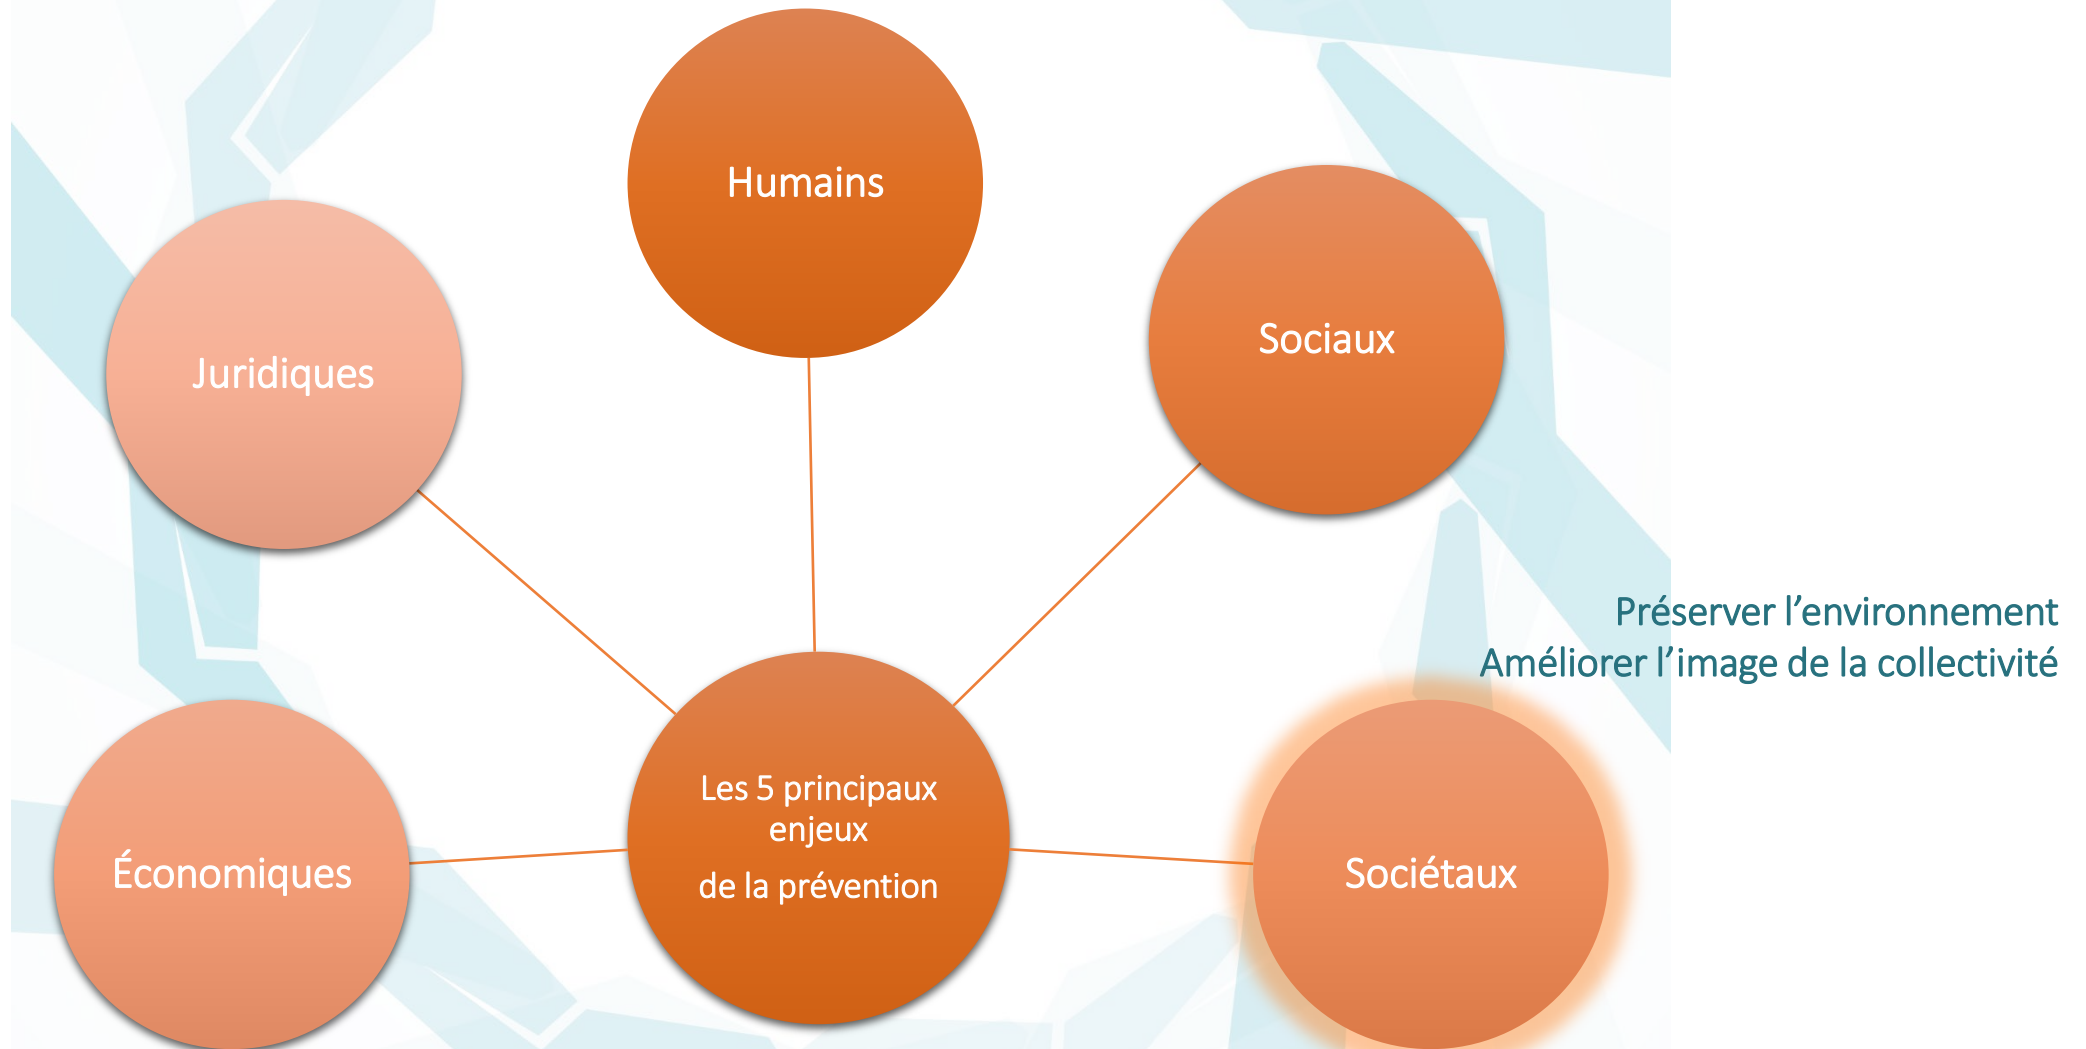 Humains
Sociaux
Juridiques
Préserver l’environnement
Améliorer l’image de la collectivité
Les 5 principaux
enjeux
de la prévention
Économiques
Sociétaux